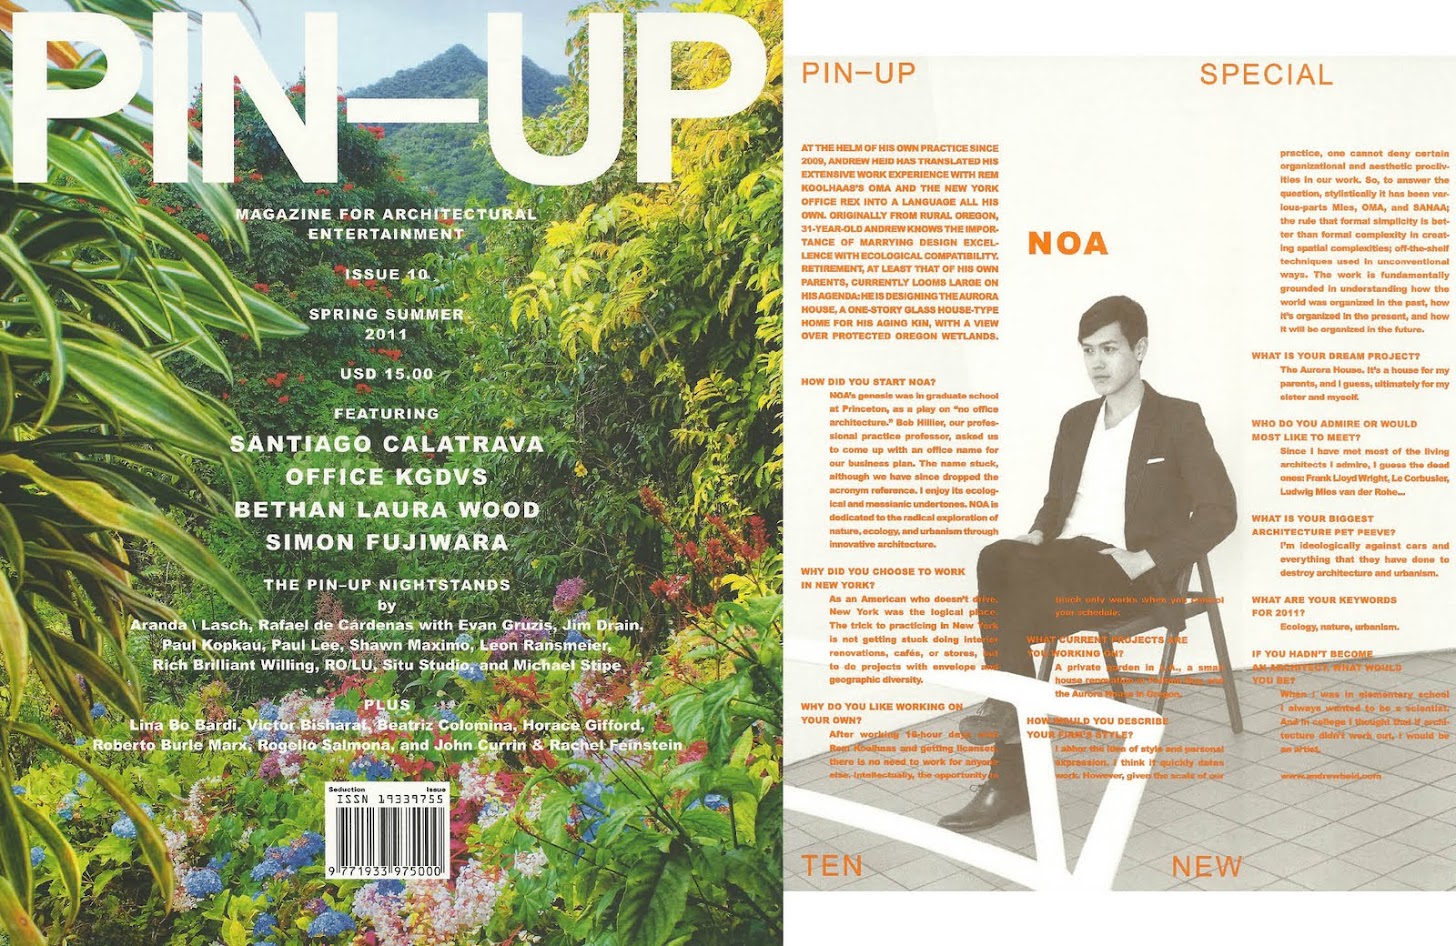 PIN–UP
MAGAZINE FOR ARCHITECTURAL
ENTERTAINMENT
ISSUE 10
SPRING SUMMER
2011
USD 15.00
FEATURING
SANTIAGO CALATRAVA
OFFICE KGDVS
BETHAN LAURA WOOD
SIMON FUJIWARA
THE PIN–UP NIGHTSTANDS
by
Aranda \ Lasch, Rafael de Cárdenas with Evan Gruzis, Jim Drain,
Paul Kopkau, Paul Lee, Shawn Maximo, Leon Ransmeier,
Rich Brilliant Willing, RO/LU, Situ Studio, and Michael Stipe
PLUS
Lina Bo Bardi, Victor Bisharat, Beatriz Colomina, Horace Gifford,
Roberto Burle Marx, Rogelio Salmona, and John Currin & Rachel Feinstein
Seduction Issue
ISSN 19339755
9 771933 975000
PIN–UP
SPECIAL
AT THE HELM OF HIS OWN PRACTICE SINCE
2009, ANDREW HEID HAS TRANSLATED HIS
EXTENSIVE WORK EXPERIENCE WITH REM
KOOLHAAS'S OMA AND THE NEW YORK
OFFICE REX INTO A LANGUAGE ALL HIS
OWN. ORIGINALLY FROM RURAL OREGON,
31-YEAR-OLD ANDREW KNOWS THE IMPOR-
TANCE OF MARRYING DESIGN EXCEL-
LENCE WITH ECOLOGICAL COMPATIBILITY.
RETIREMENT, AT LEAST THAT OF HIS OWN
PARENTS, CURRENTLY LOOMS LARGE ON
HIS AGENDA: HE IS DESIGNING THE AURORA
HOUSE, A ONE-STORY GLASS HOUSE-TYPE
HOME FOR HIS AGING KIN, WITH A VIEW
OVER PROTECTED OREGON WETLANDS.
HOW DID YOU START NOA?
NOA's genesis was in graduate school
at Princeton, as a play on "no office
architecture." Bob Hillier, our profes-
sional practice professor, asked us
to come up with an office name for
our business plan. The name stuck,
although we have since dropped the
acronym reference. I enjoy its ecolog-
ical and messianic undertones. NOA is
dedicated to the radical exploration of
nature, ecology, and urbanism through
innovative architecture.
WHY DID YOU CHOOSE TO WORK
IN NEW YORK?
As an American who doesn't drive,
New York was the logical place.
The trick to practicing in New York
is not getting stuck doing interior
renovations, cafés, or stores, but
to do projects with envelope and
geographic diversity.
WHY DO YOU LIKE WORKING ON
YOUR OWN?
After working 16-hour days with
Rem Koolhaas and getting licensed,
there is no need to work for anyone
else. Intellectually, the opportunity to
NOA
only works when you control
your schedule.
WHAT CURRENT PROJECTS ARE
YOU WORKING ON?
A private garden in L.A., a small
house and
the Aurora House in Oregon.
HOW WOULD YOU DESCRIBE
YOUR FIRM'S STYLE?
I abhor the idea of style and personal
expression. I think it quickly dates
work. However, given the scale of our
practice, one cannot deny certain
organizational and aesthetic procliv-
ities in our work. So, to answer the
question, stylistically it has been var-
ious-parts Mies, OMA, and SANAA;
the rule that formal simplicity is bet-
ter than formal complexity in creat-
ing spatial complexities; off-the-shelf
techniques used in unconventional
ways. The work is fundamentally
grounded in understanding how the
world was organized in the past, how
it's organized in the present, and how
it will be organized in the future.
WHAT IS YOUR DREAM PROJECT?
The Aurora House. It's a house for my
parents, and I guess, ultimately for my
sister and myself.
WHO DO YOU ADMIRE OR WOULD
MOST LIKE TO MEET?
Since I have met most of the living
architects I admire, I guess the dead
ones: Frank Lloyd Wright, Le Corbusier,
Ludwig Mies van der Rohe...
WHAT IS YOUR BIGGEST
ARCHITECTURE PET PEEVE?
I'm ideologically against cars and
everything that they have done to
destroy architecture and urbanism.
WHAT ARE YOUR KEYWORDS
FOR 2011?
Ecology, nature, urbanism.
IF YOU HADN'T BECOME
AN ARCHITECT, WHAT WOULD
YOU BE?
When I was in elementary school
I always wanted to be a scientist.
And in college I thought that if archi-
tecture didn't work out, I would be
an artist.
www.andrewheid.com
TEN
NEW